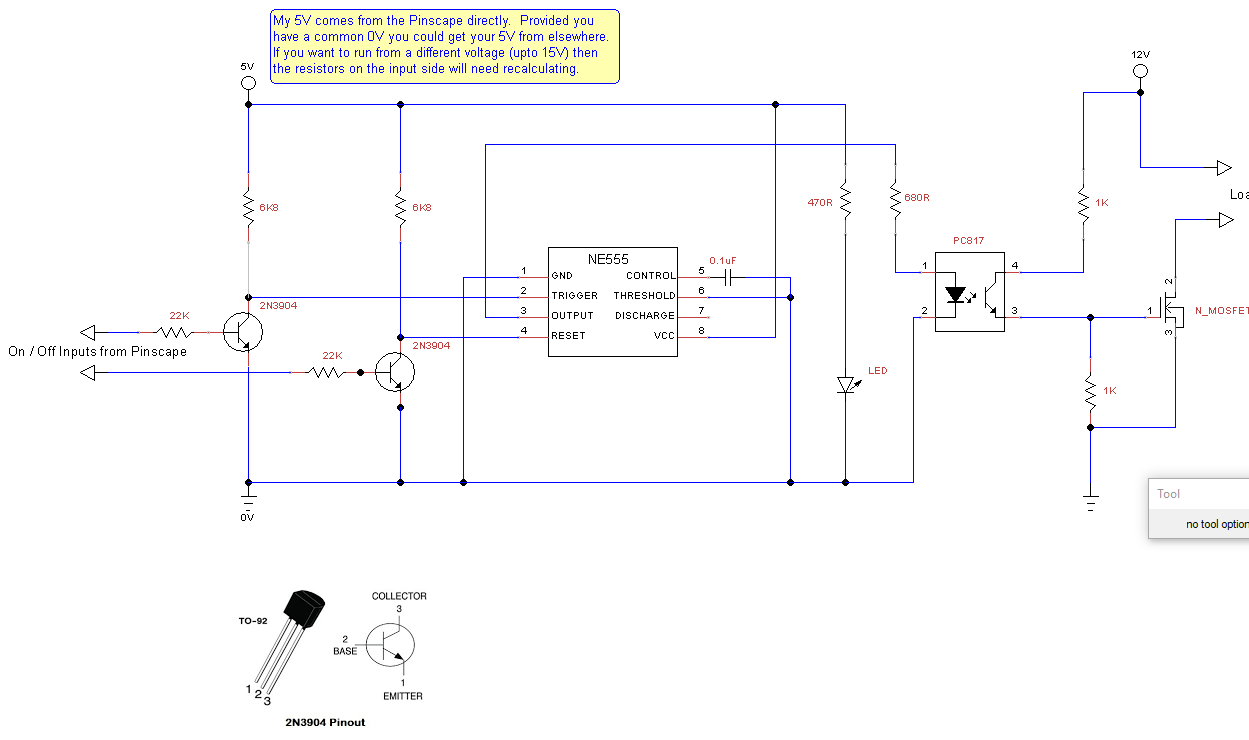 My 5V comes from the Pinscape directly.  Provided you
have a common 0V you could get your 5V from elsewhere.
If you want to run from a different voltage (upto 15V) then
the resistors on the input side will need recalculating.
5V
12V
6K8
6K8
470R
680R
1K
Loa
PC817
NE555
1
GND
CONTROL
5
0.1uF
2
TRIGGER
THRESHOLD
6
3
OUTPUT
DISCHARGE
7
4
RESET
VCC
8
1
4
2
3
2
1
3
N_MOSFET
2N3904
22K
On / Off Inputs from Pinscape
2N3904
22K
LED
1K
0V
Tool
no tool option
COLLECTOR
3
TO-92
2
BASE
1
EMITTER
1
2
3
2N3904 Pinout